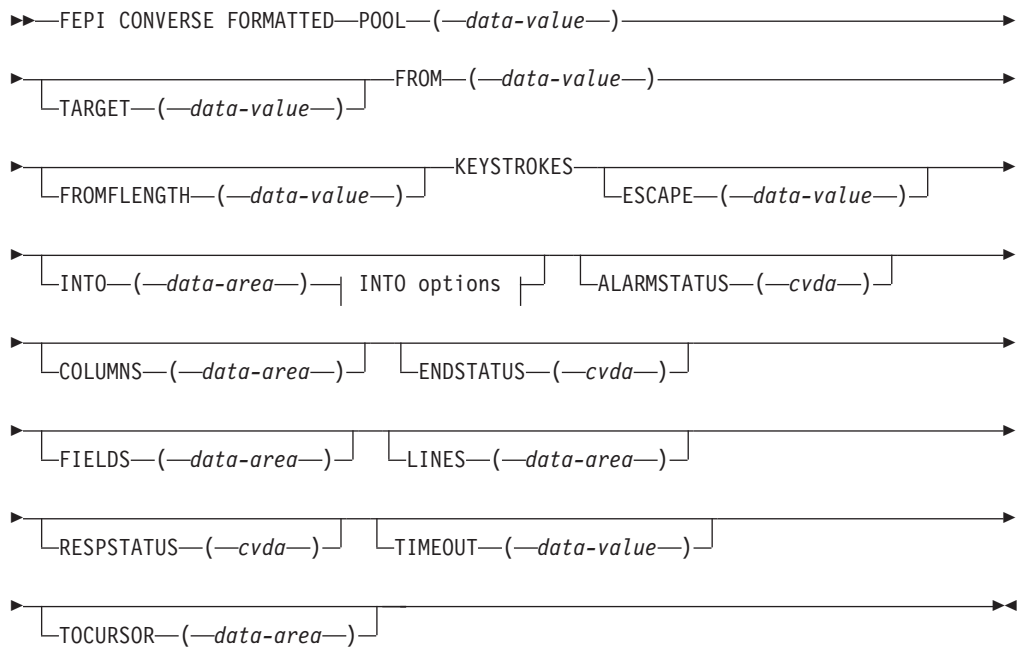 FEPI CONVERSE FORMATTED POOL ( data-value )
FROM ( data-value )
TARGET ( data-value )
KEYSTROKES
FROMFLENGTH ( data-value ) ESCAPE ( data-value )
INTO ( data-area ) INTO options ALARMSTATUS ( cvda )
COLUMNS ( data-area ) ENDSTATUS ( cvda )
FIELDS ( data-area ) LINES ( data-area )
RESPSTATUS ( cvda ) TIMEOUT ( data-value )
TOCURSOR ( data-area )